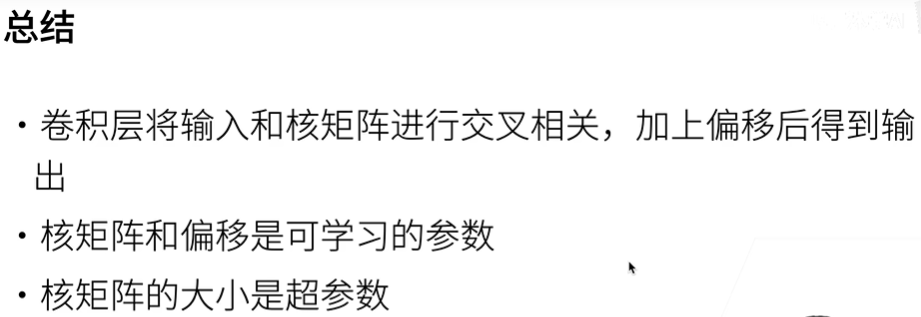 总结
• 卷积层将输入和核矩阵进行交叉相关，加上偏移后得到输
出
• 核矩阵和偏移是可学习的参数
• 核矩阵的大小是超参数